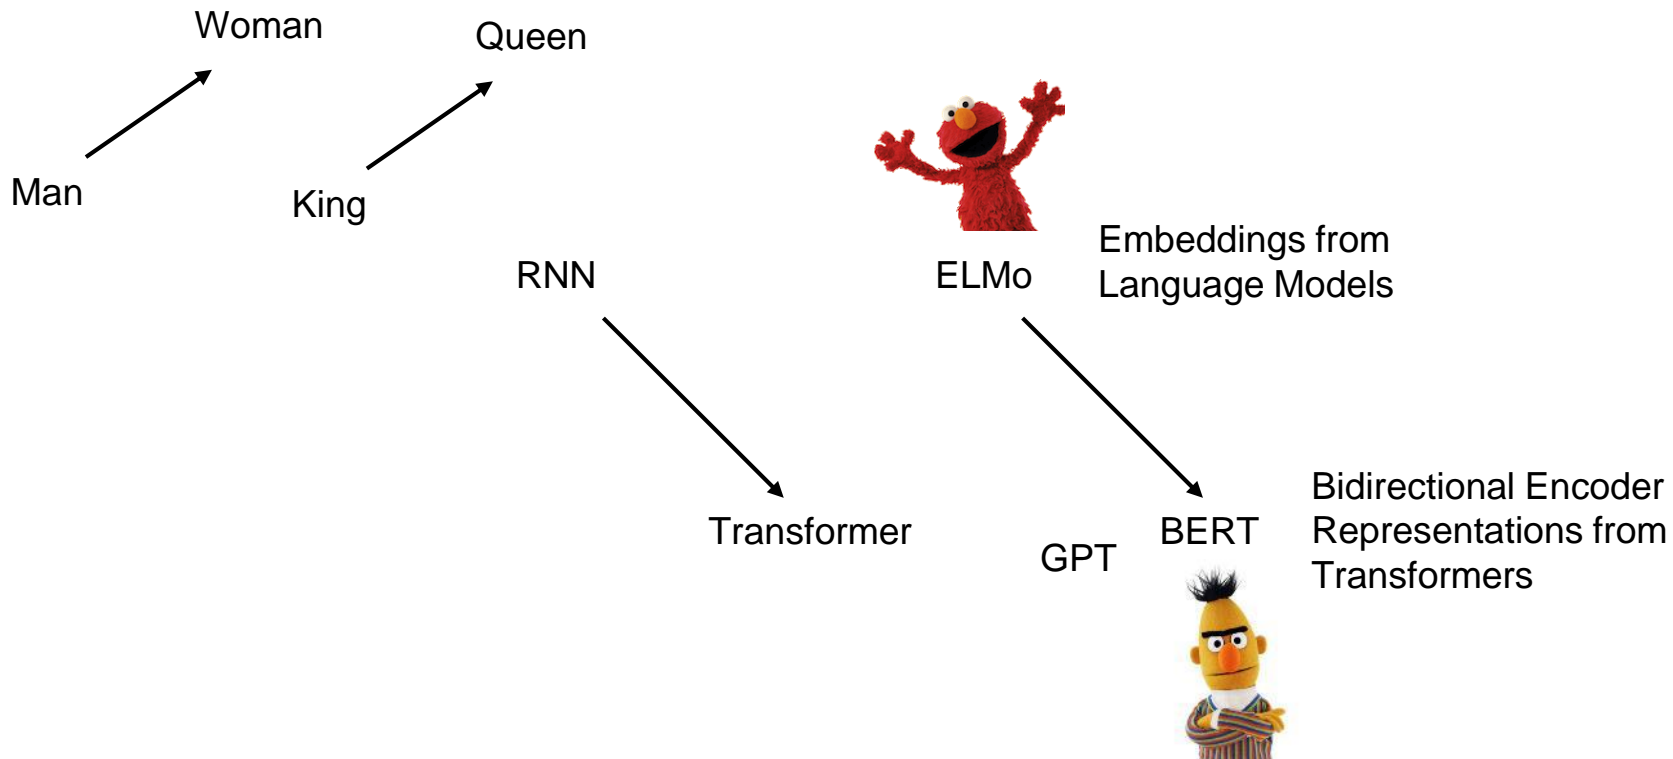 Woman
Queen
Man
King
RNN
ELMo
Embeddings from
Language Models
Transformer
GPT
BERT
Bidirectional Encoder
Representations from
Transformers